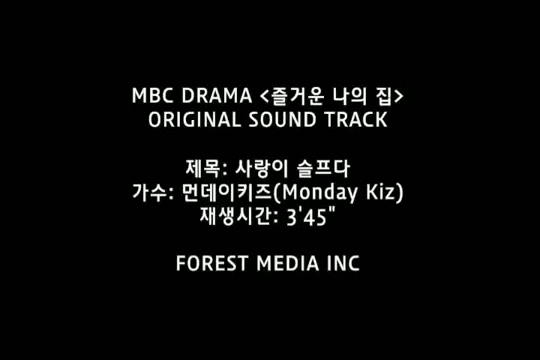 MBC DRAMA <즐거운 나의 집>
ORIGINAL SOUND TRACK
제목: 사랑이 슬프다
가수: 먼데이키즈(Monday Kiz)
재생시간: 3'45"
FOREST MEDIA INC